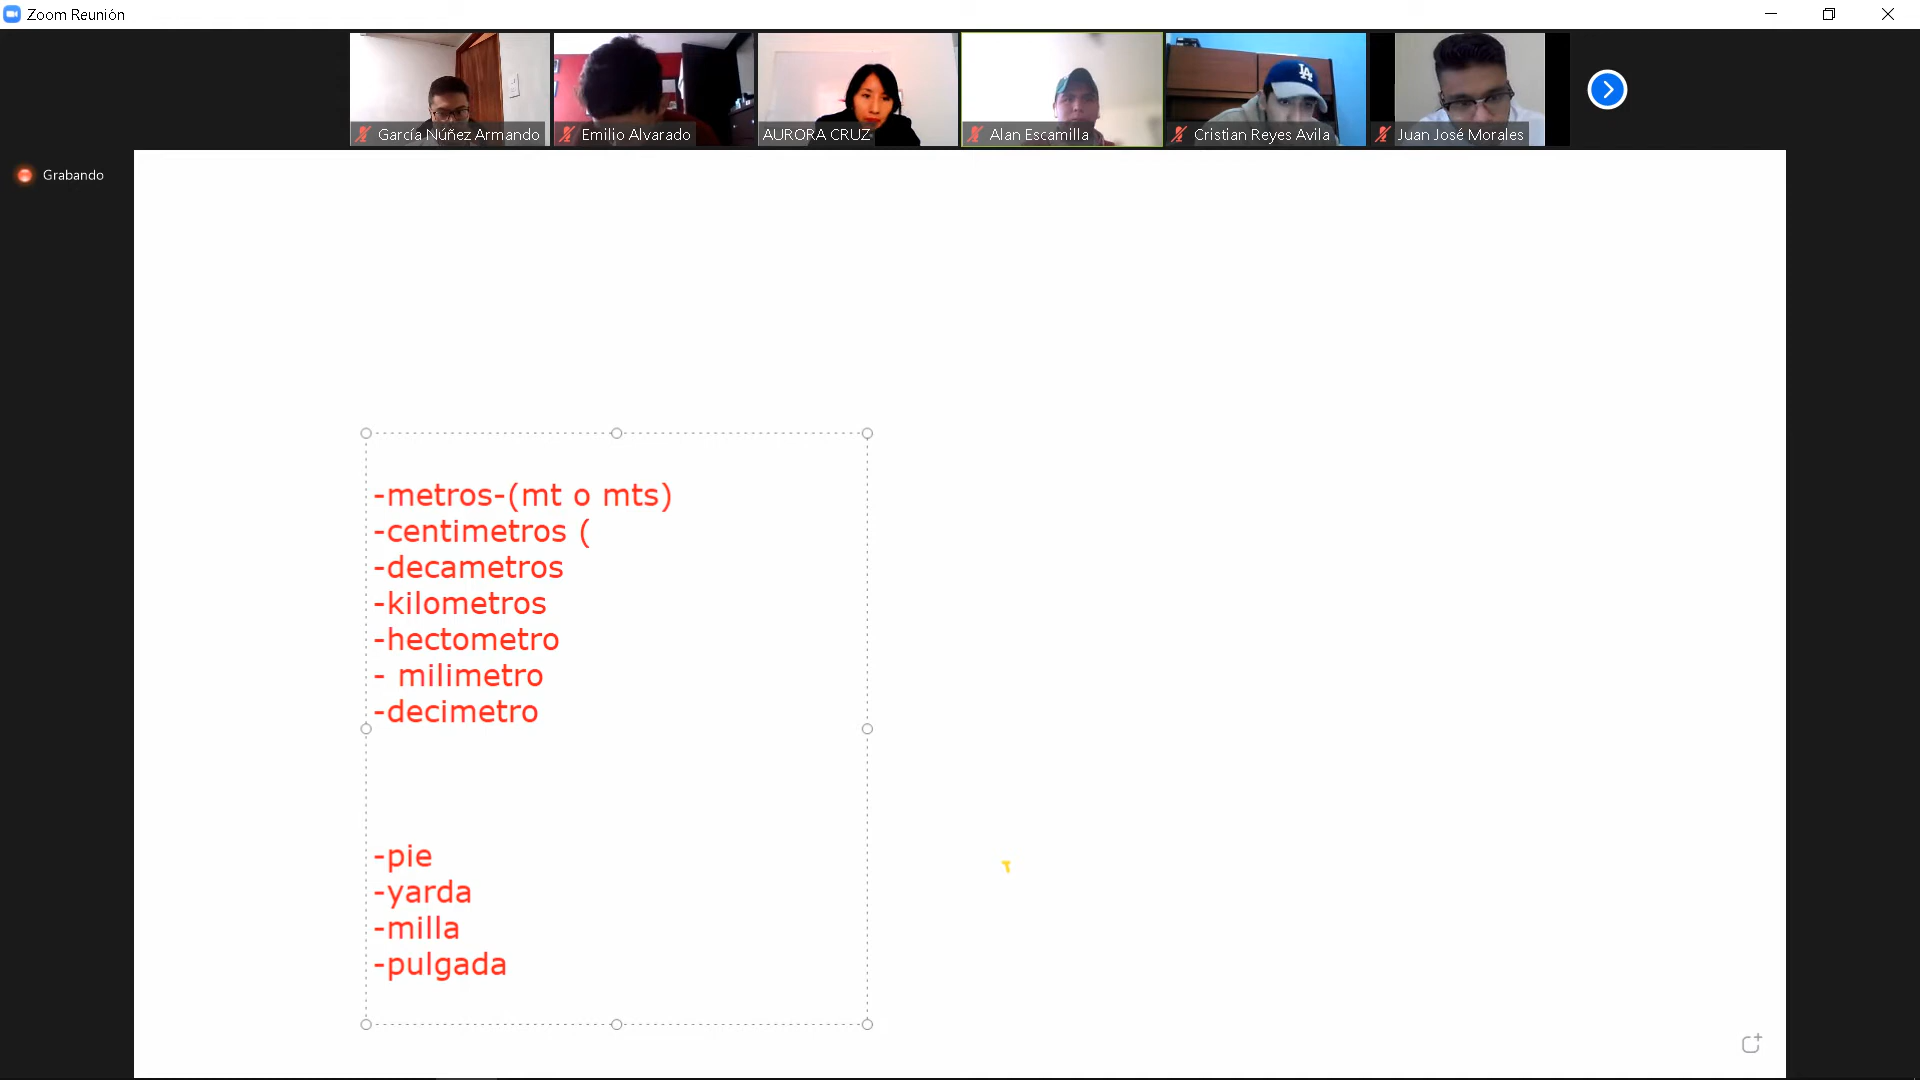 Zoom Reunión
García Núñez Armando
Emilio Alvarado
AURORA CRUZ
Alan Escamilla
LA
Cristian Reyes Avila
Juan José Morales
Grabando
-metros-(mt o mts)
-centimetros (
-decametros
-kilometros
-hectometro
- milimetro
-decimetro
-pie
-yarda
-milla
-pulgada